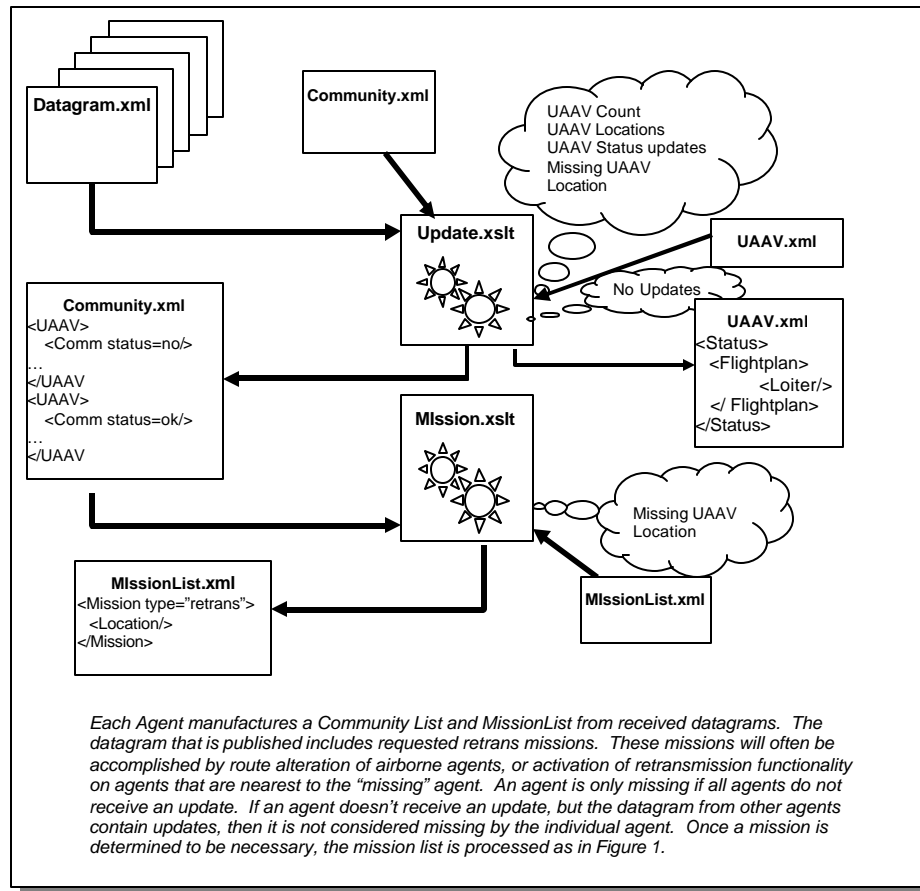 Datagram.xml
Community.xml
UAAV Count
UAAV Locations
UAAV Status updates
Missing UAAV
Location
Update.xslt
UAAV.xml
No Updates
Community.xml
<UAAV>
<Comm status=no/>
…
</UAAV
<UAAV>
<Comm status=ok/>
…
</UAAV
UAAV.xml
<Status>
<Flightplan>
<Loiter/>
</ Flightplan>
</Status>
MIssion.xslt
Missing UAAV
Location
MIssionList.xml
<Mission type="retrans">
<Location/>
</Mission>
MIssionList.xml
Each Agent manufactures a Community List and MissionList from received datagrams. The
datagram that is published includes requested retrans missions. These missions will often be
accomplished by route alteration of airborne agents, or activation of retransmission functionality
on agents that are nearest to the “missing” agent. An agent is only missing if all agents do not
receive an update. If an agent doesn’t receive an update, but the datagram from other agents
contain updates, then it is not considered missing by the individual agent. Once a mission is
determined to be necessary, the mission list is processed as in Figure 1.